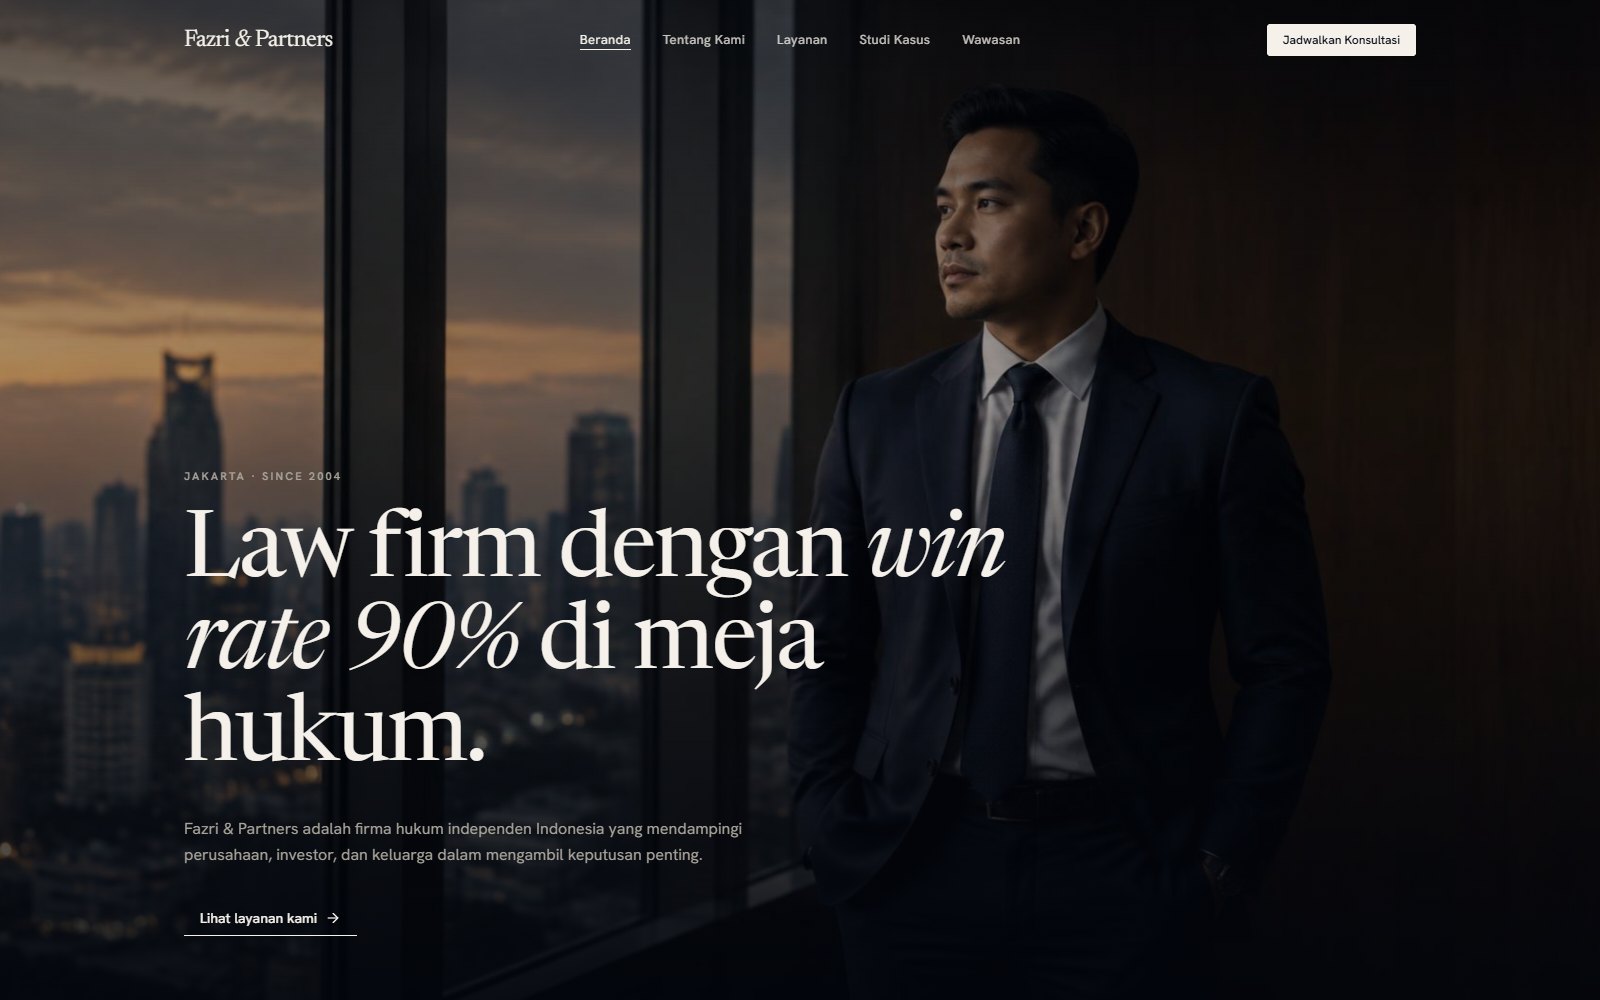 Fazri & Partners
Beranda
Tentang Kami
Layanan
Studi Kasus
Wawasan
Jadwalkan Konsultasi
JAKARTA · SINCE 2004
Law firm dengan win
rate 90% di meja
hukum.
Fazri & Partners adalah firma hukum independen Indonesia yang mendampingi
perusahaan, investor, dan keluarga dalam mengambil keputusan penting.
Lihat layanan kami →